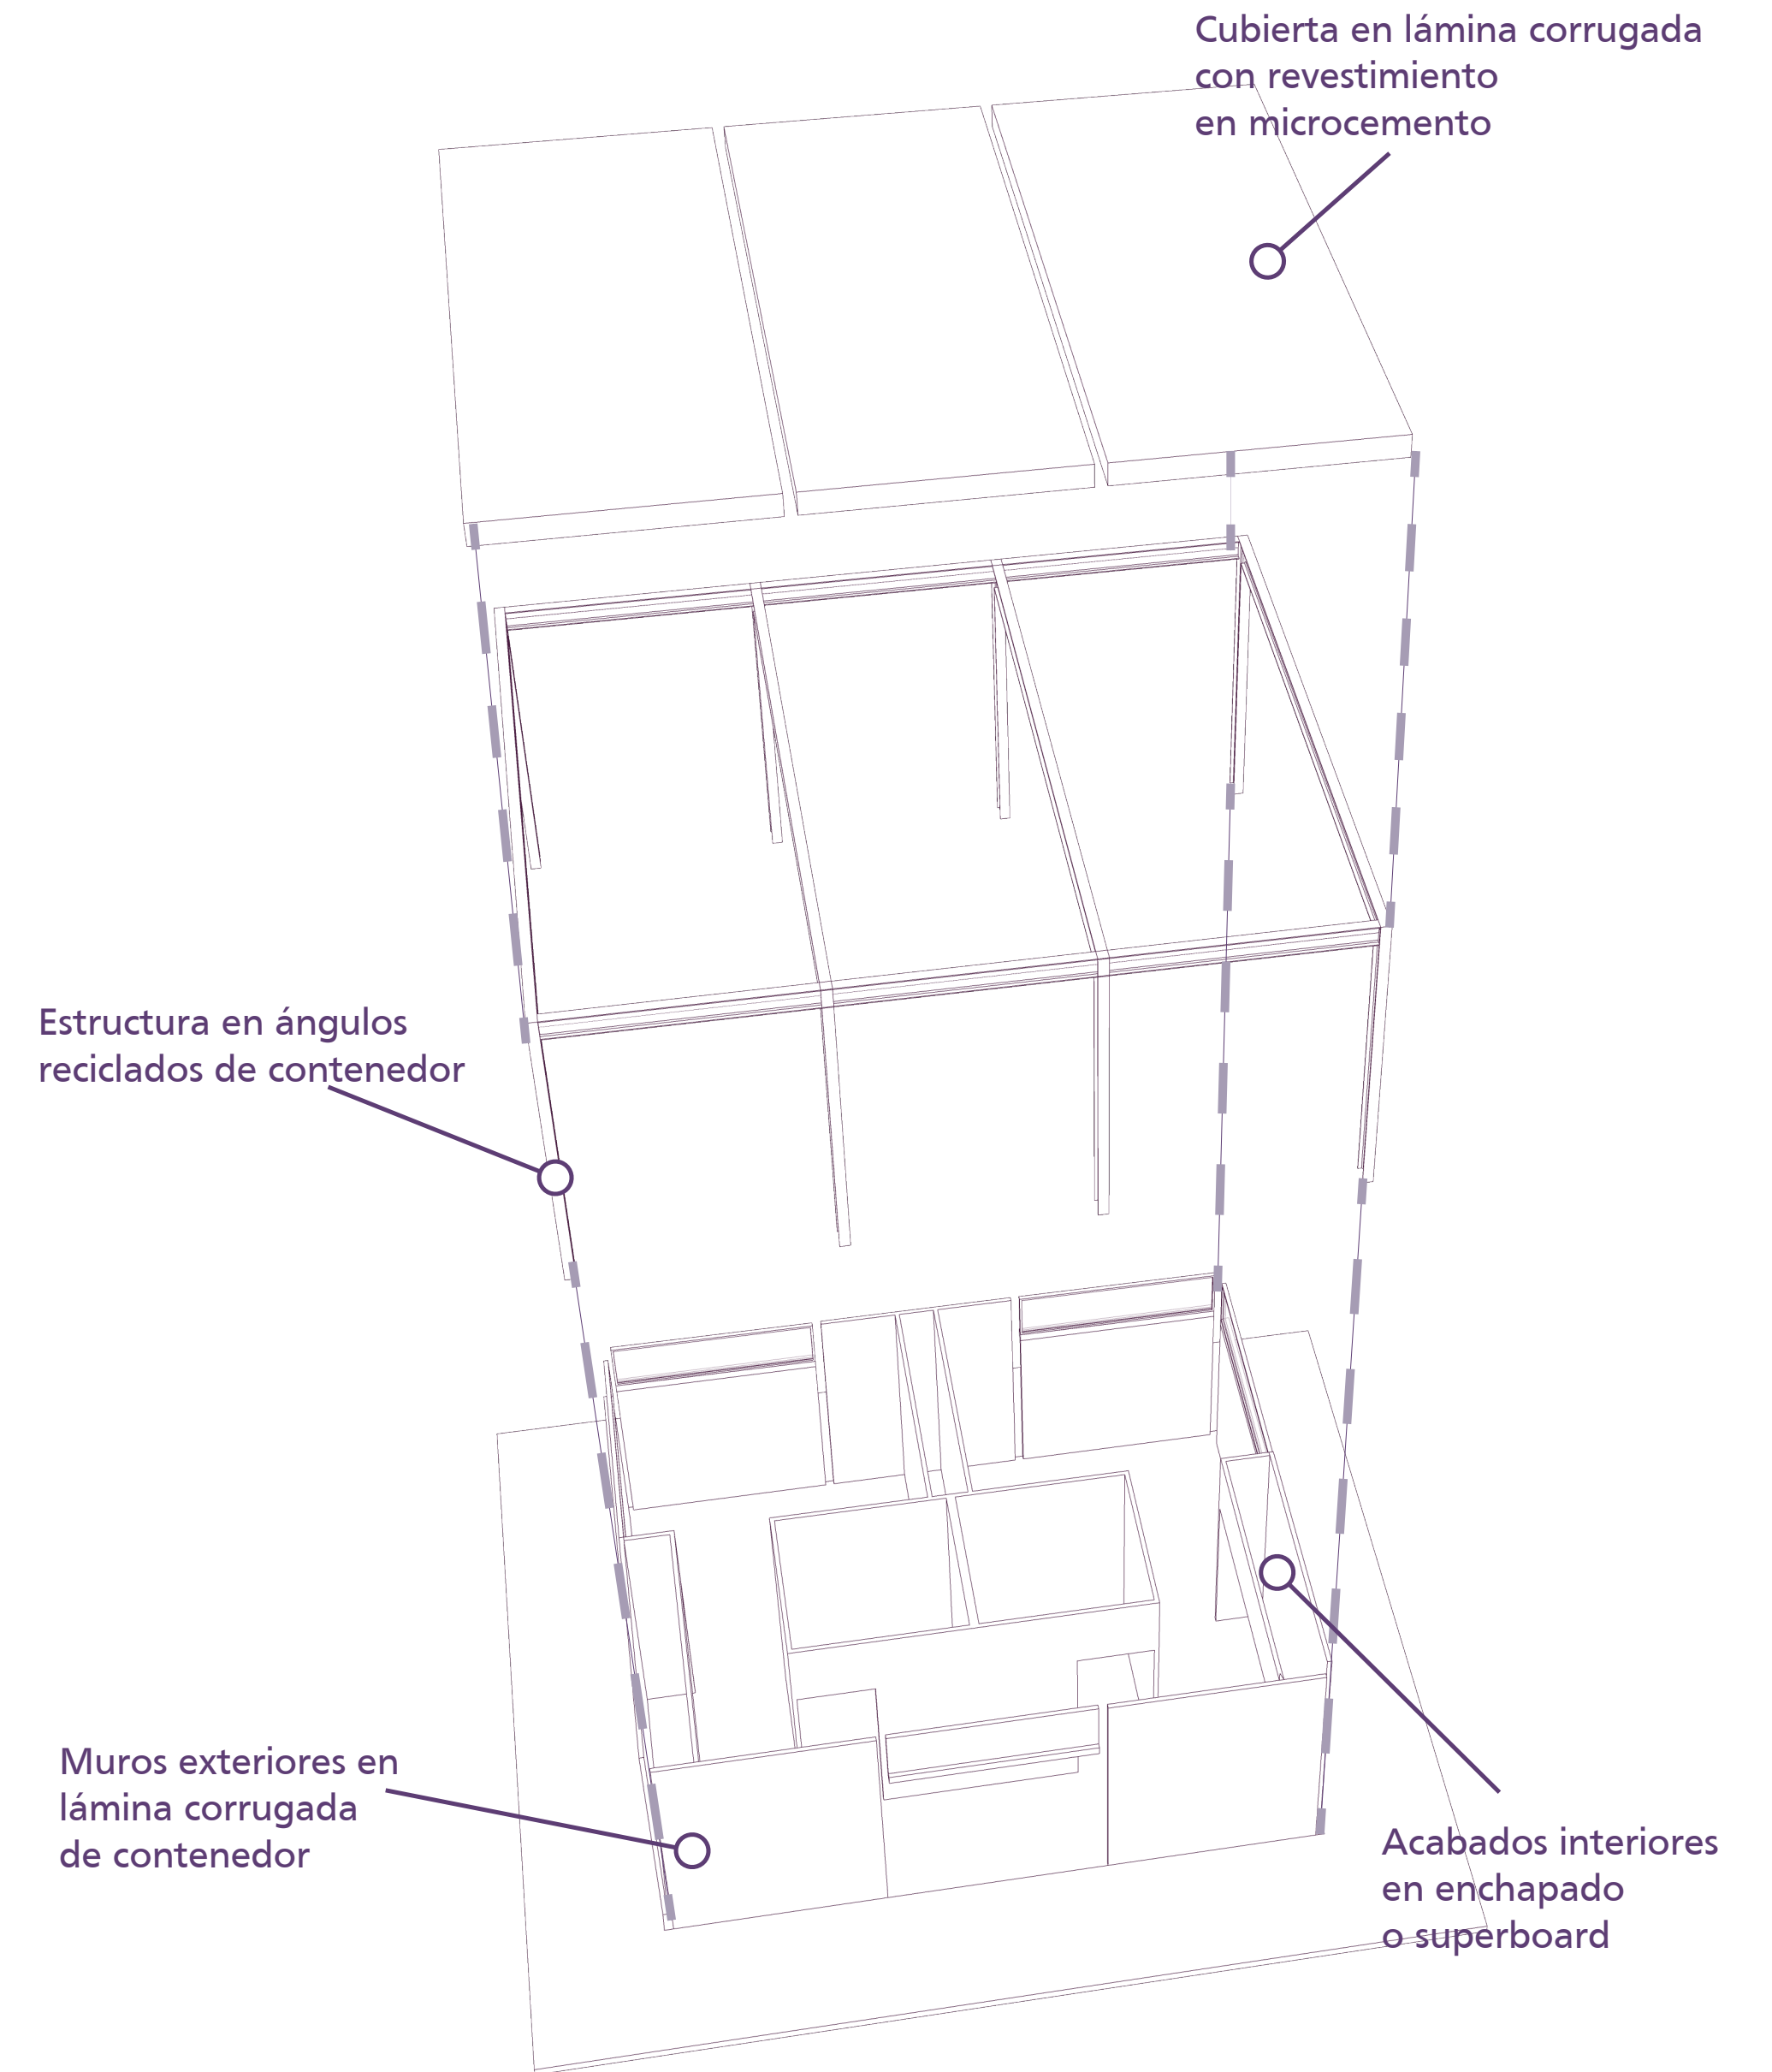 Cubierta en lámina corrugada
con revestimiento
en microcemento
Estructura en ángulos
reciclados de contenedor
Muros exteriores en
lámina corrugada
de contenedor
Acabados interiores
en enchapado
o superboard